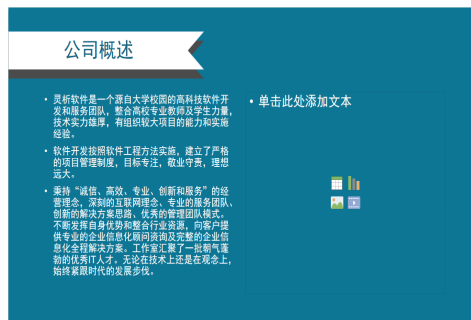 公司概述
• 灵析软件是一个源自大学校园的高科技软件开
发和服务团队，整合高校专业教师及学生力量，
技术实力雄厚，有组织较大项目的能力和实施
经验。
• 软件开发按照软件工程方法实施，建立了严格
的项目管理制度，目标专注，敬业守责，理想
远大。
• 秉持“诚信、高效、专业、创新和服务”的经
营理念，深刻的互联网理念、专业的服务团队、
创新的解决方案思路、优秀的管理团队模式。
不断发挥自身优势和整合行业资源，向客户提
供专业的企业信息化顾问咨询及完整的企业信
息化全程解决方案。工作室汇聚了一批朝气蓬
勃的优秀IT人才。无论在技术上还是在观念上，
始终紧跟时代的发展步伐。
• 单击此处添加文本